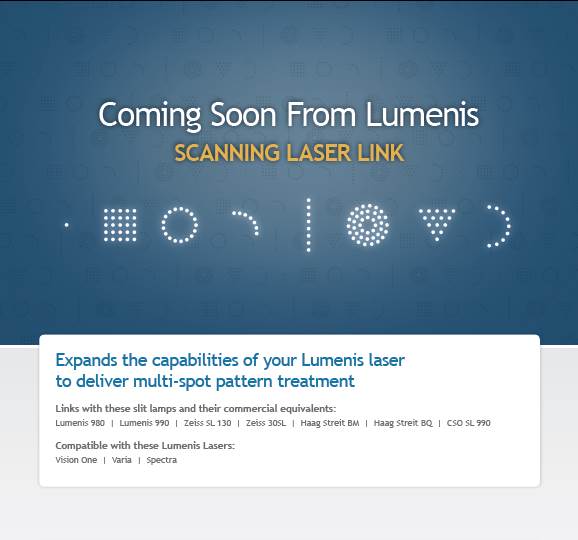 Coming Soon From Lumenis
SCANNING LASER LINK
Expands the capabilities of your Lumenis laser
to deliver multi-spot pattern treatment
Links with these slit lamps and their commercial equivalents:
Lumenis 980 | Lumenis 990 | Zeiss SL 130 | Zeiss 30SL | Haag Streit BM | Haag Streit BQ | CSO SL 990
Compatible with these Lumenis Lasers:
Vision One | Varia | Spectra